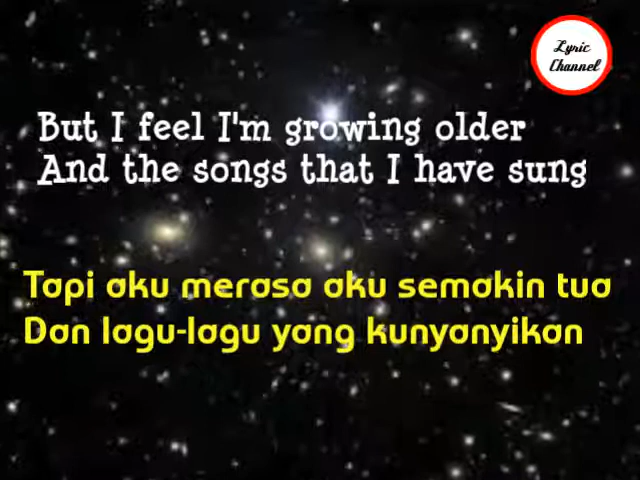 Lyric
Channel
But I feel I'm growing older
And the songs that I have sung
Tapi aku merasa aku semakin tua
Dan lagu-lagu yang kunyanyikan